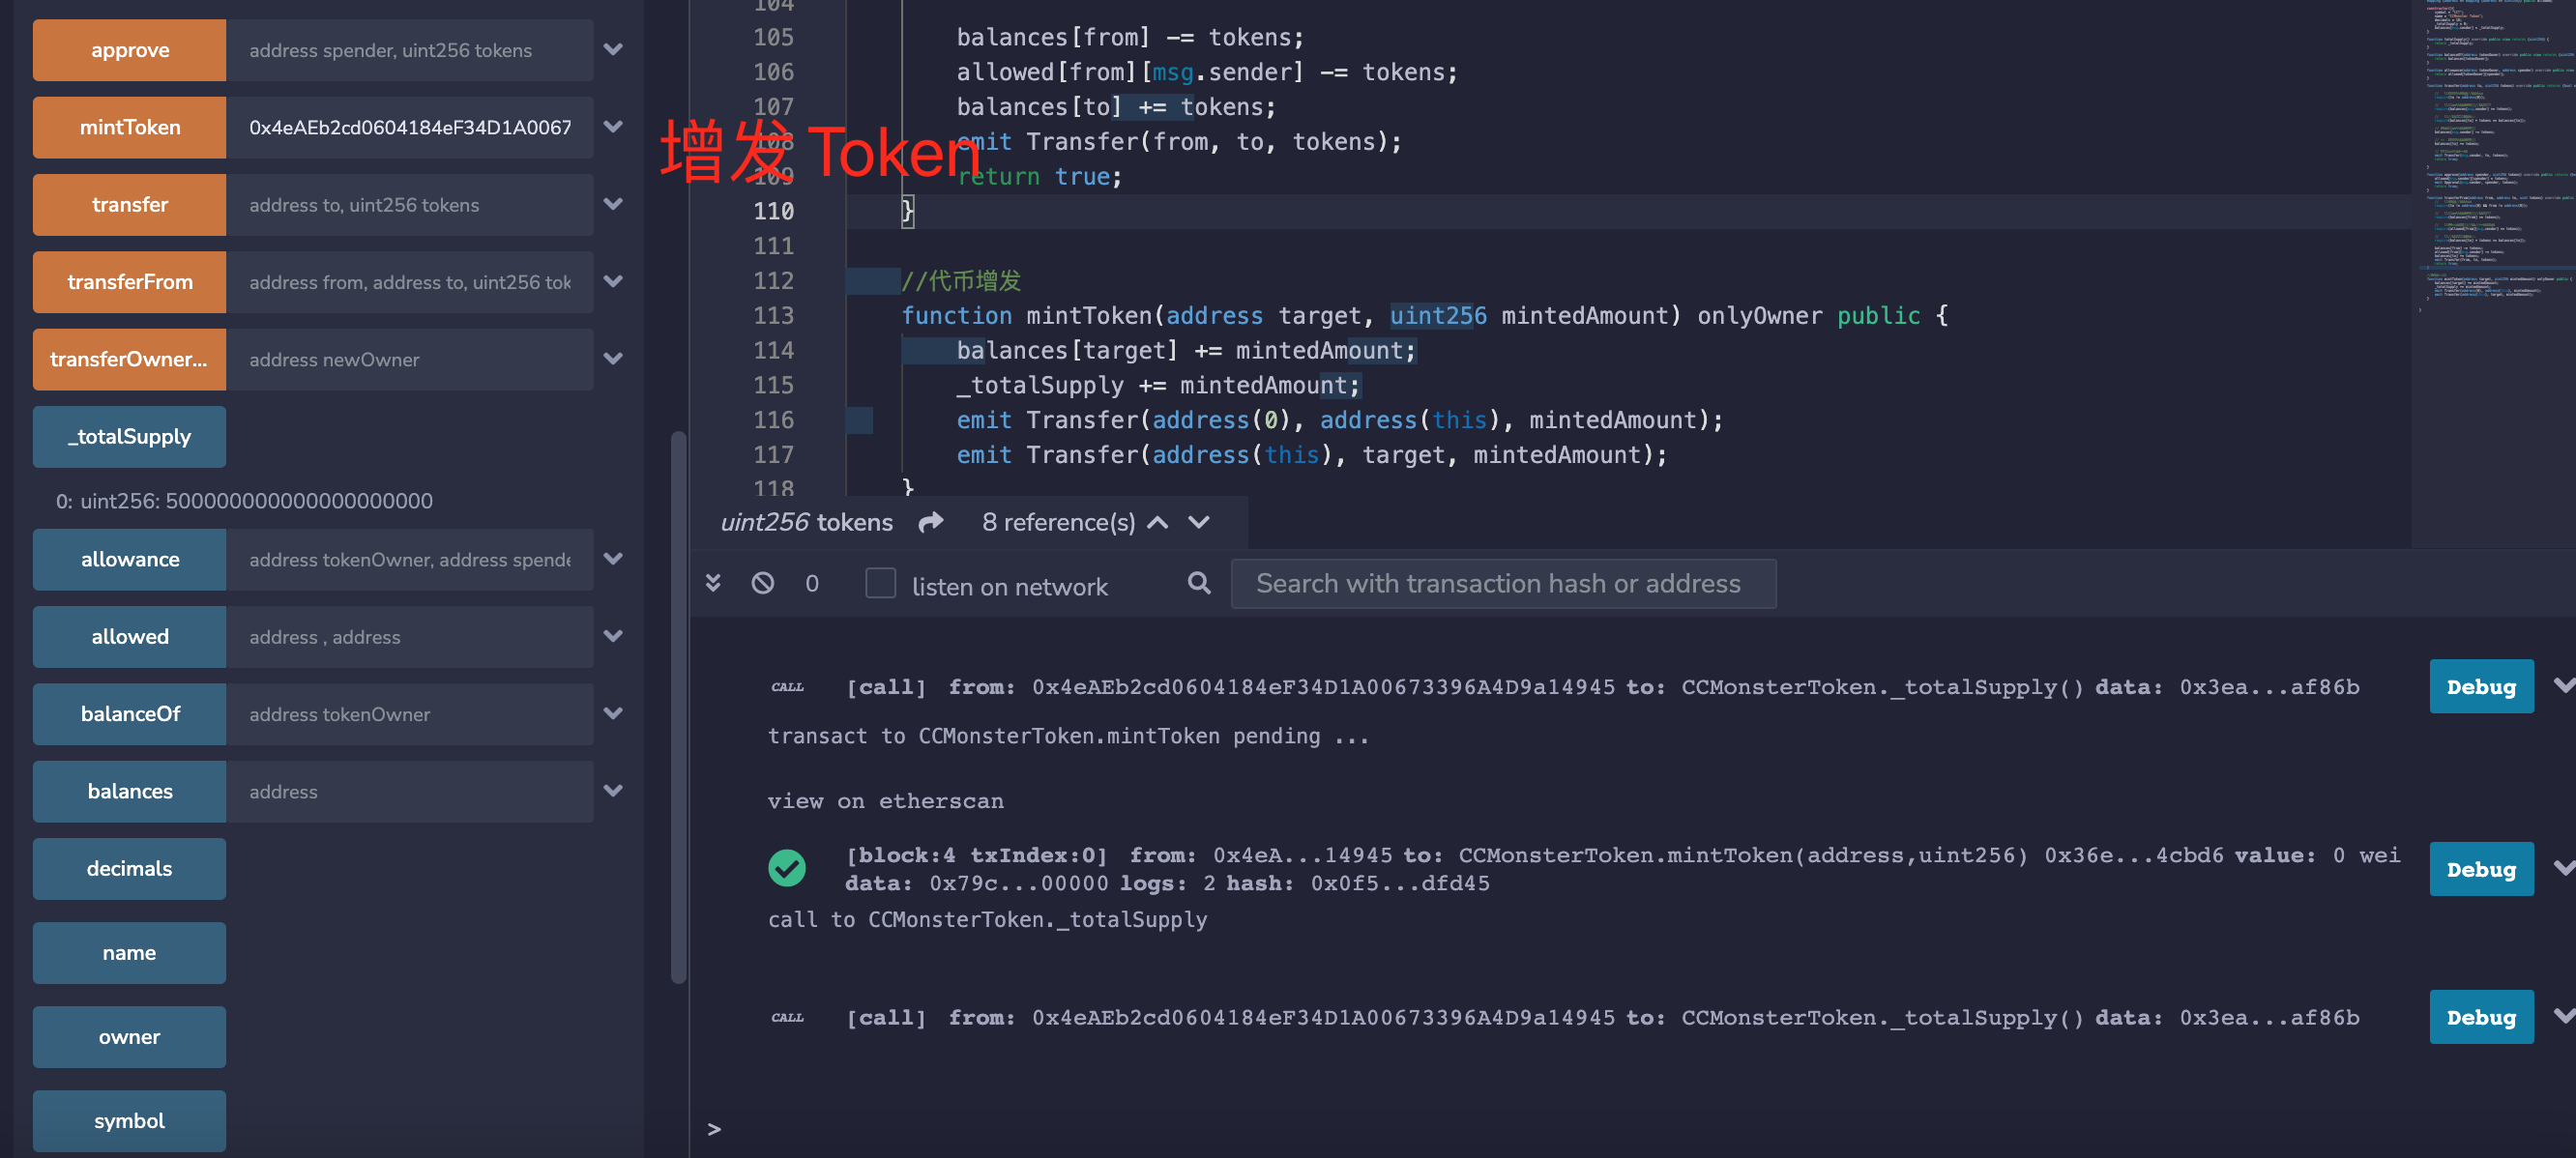 approve address spender, uint256 tokens
mintToken 0x4eAEb2cd0604184eF34D1A0067
transfer address to, uint256 tokens
transferFrom address from, address to, uint256 tok
transferOwner... address newOwner
_totalSupply
0: uint256: 5000000000000000000000
allowance address tokenOwner, address spende
allowed address , address
balanceOf address tokenOwner
balances address
decimals
name
owner
symbol
增发 Token
104
105 balances[from] -= tokens;
106 allowed[from][msg.sender] -= tokens;
107 balances[to] += tokens;
108 emit Transfer(from, to, tokens);
109 return true;
110 }
111
112 //代币增发
113 function mintToken(address target, uint256 mintedAmount) onlyOwner public {
114 balances[target] += mintedAmount;
115 _totalSupply += mintedAmount;
116 emit Transfer(address(0), address(this), mintedAmount);
117 emit Transfer(address(this), target, mintedAmount);
118 }
uint256 tokens 8 reference(s)
0 listen on network Search with transaction hash or address
CALL [call] from: 0x4eAEb2cd0604184eF34D1A00673396A4D9a14945 to: CCMonsterToken._totalSupply() data: 0x3ea...af86b Debug
transact to CCMonsterToken.mintToken pending ...
view on etherscan
[block:4 txIndex:0] from: 0x4eA...14945 to: CCMonsterToken.mintToken(address,uint256) 0x36e...4cbd6 value: 0 wei Debug
data: 0x79c...00000 logs: 2 hash: 0x0f5...dfd45
call to CCMonsterToken._totalSupply
CALL [call] from: 0x4eAEb2cd0604184eF34D1A00673396A4D9a14945 to: CCMonsterToken._totalSupply() data: 0x3ea...af86b Debug
>